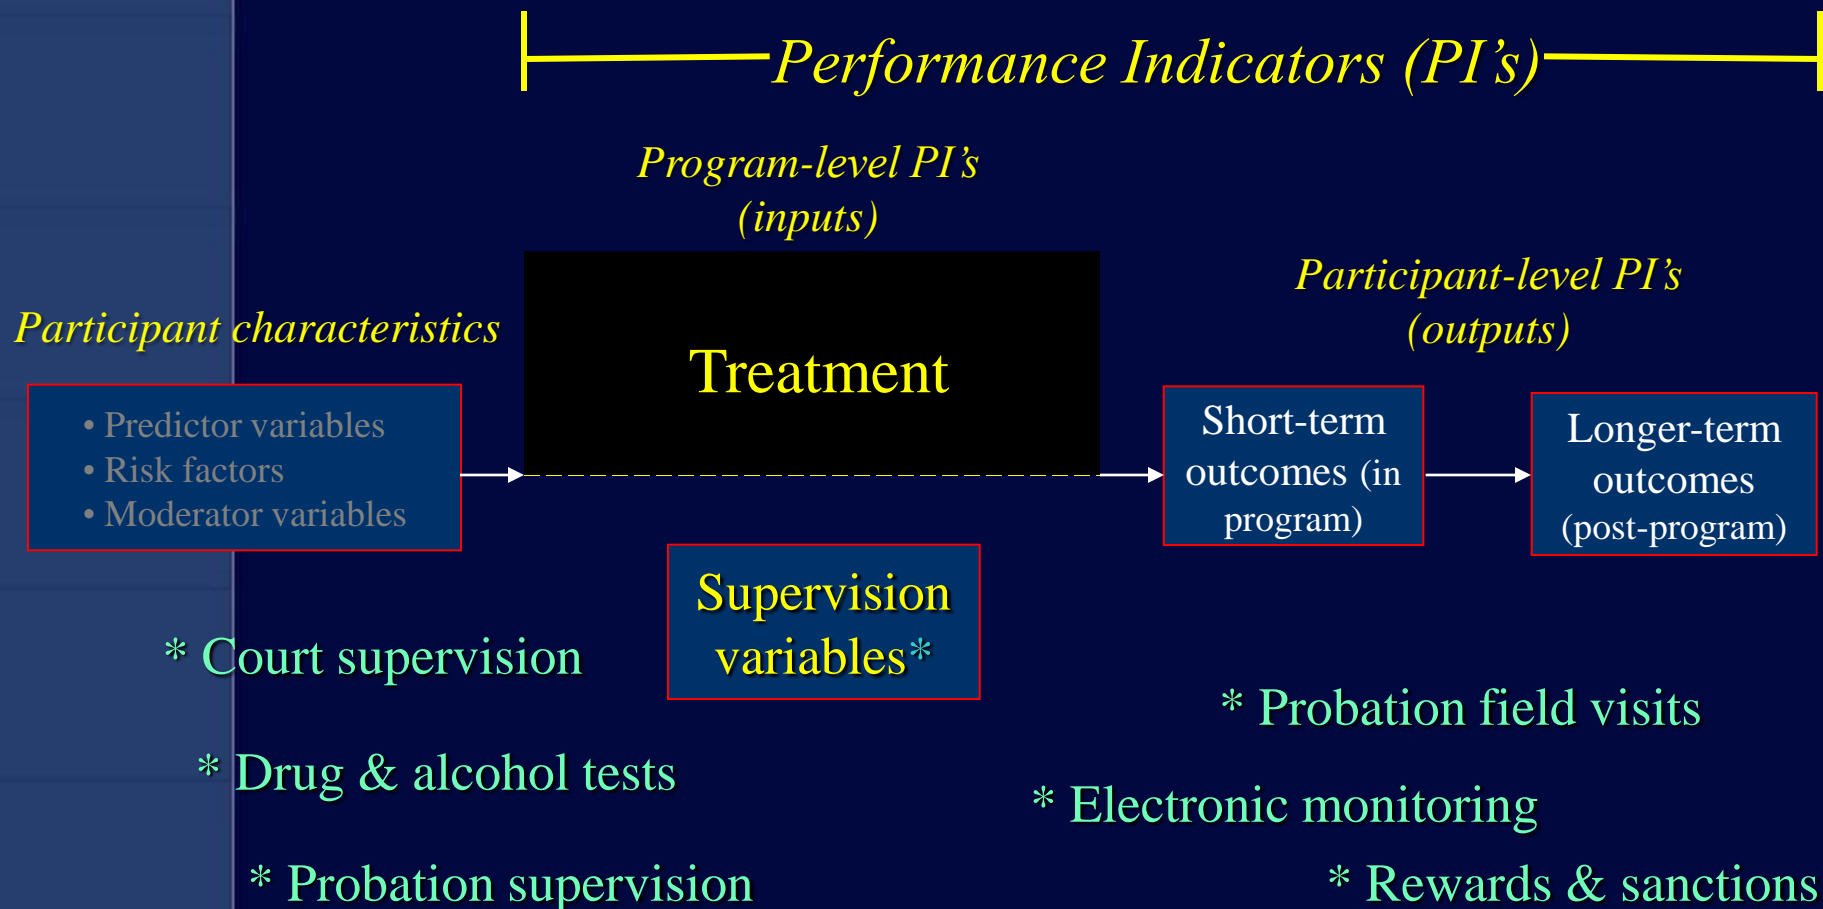 Performance Indicators (PI’s)
Program-level PI’s
(inputs)
Participant-level PI’s
(outputs)
Participant characteristics
Treatment
• Predictor variables
• Risk factors
• Moderator variables
Short-term
outcomes (in
program)
Longer-term
outcomes
(post-program)
Supervision
variables*
* Court supervision
* Drug & alcohol tests
* Probation supervision
* Probation field visits
* Electronic monitoring
* Rewards & sanctions